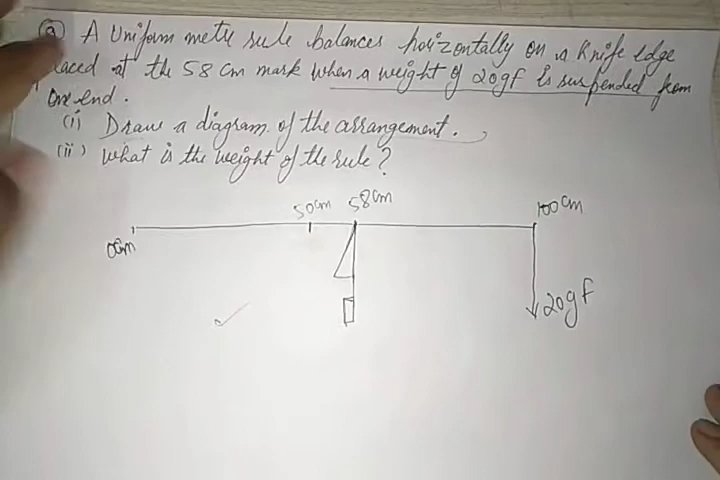 Q A Uniform metre rule balances horizontally on a Knife edge
placed at the 58 cm mark when a weight of 20gf is suspended from
one end.
(i) Draw a diagram of the arrangement.
(ii) What is the weight of the rule?
50cm 58cm 100cm
0cm
20gf